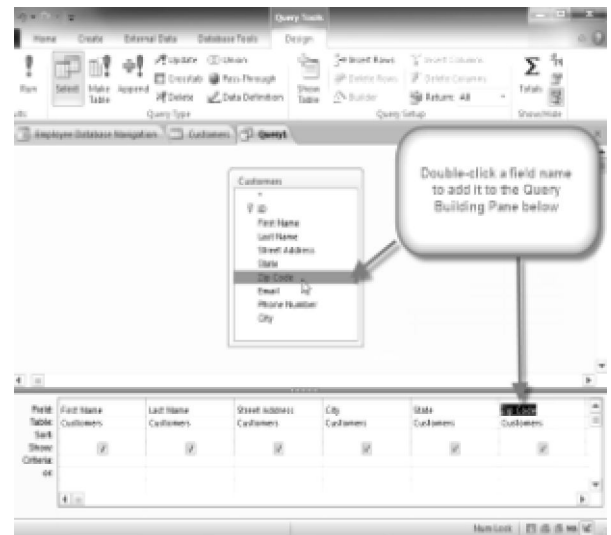 Query Tools
Home Create External Data Database Tools Design
Run Select Make Table Append Update Crosstab Delete Union Pass-Through Data Definition Show Table Insert Rows Delete Rows Builder Insert Columns Delete Columns Return: All Totals
Query Type Query Setup Show/Hide
Employee Database Navigation Customers Query1
Double-click a field name
to add it to the Query
Building Pane below
Customers
*
ID
First Name
Last Name
Street Address
State
Zip Code
Email
Phone Number
City
Field: First Name Last Name Street Address City State Zip Code
Table: Customers Customers Customers Customers Customers Customers
Sort:
Show:
Criteria:
or:
Num Lock